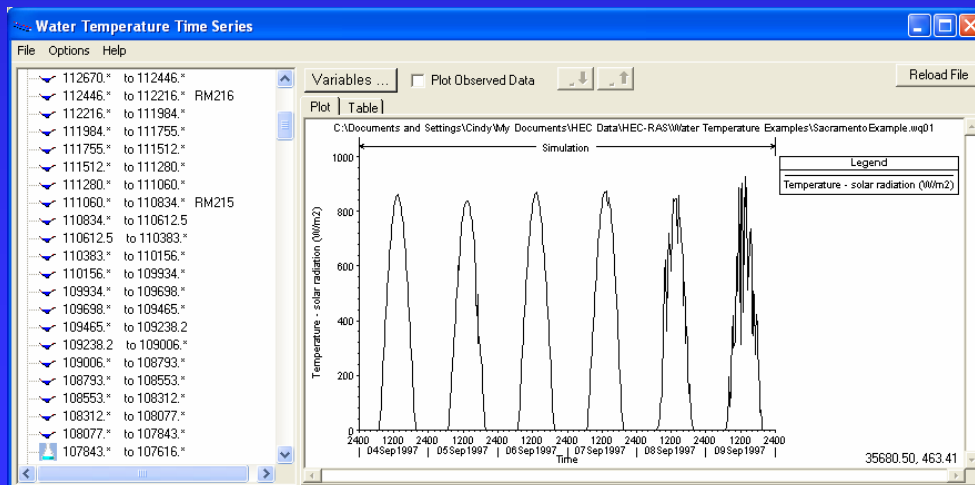 Water Temperature Time Series
File Options Help
112670.* to 112446.*
112446.* to 112216.* RM216
112216.* to 111984.*
111984.* to 111755.*
111755.* to 111512.*
111512.* to 111280.*
111280.* to 111060.*
111060.* to 110834.* RM215
110834.* to 110612.5
110612.5 to 110383.*
110383.* to 110156.*
110156.* to 109934.*
109934.* to 109698.*
109698.* to 109465.*
109465.* to 109238.2
109238.2 to 109006.*
109006.* to 108793.*
108793.* to 108553.*
108553.* to 108312.*
108312.* to 108077.*
108077.* to 107843.*
107843.* to 107616.*
Variables ... Plot Observed Data Reload File
Plot Table
C:\Documents and Settings\Cindy\My Documents\HEC Data\HEC-RAS\Water Temperature Examples\SacramentoExample.wq01
Simulation
Legend
Temperature - solar radiation (W/m2)
Temperature - solar radiation (W/m2)
1000
800
600
400
200
0
2400 1200 2400 1200 2400 1200 2400 1200 2400 1200 2400 1200 2400
04Sep1997 05Sep1997 06Sep1997 07Sep1997 08Sep1997 09Sep1997
Time
35680.50, 463.41